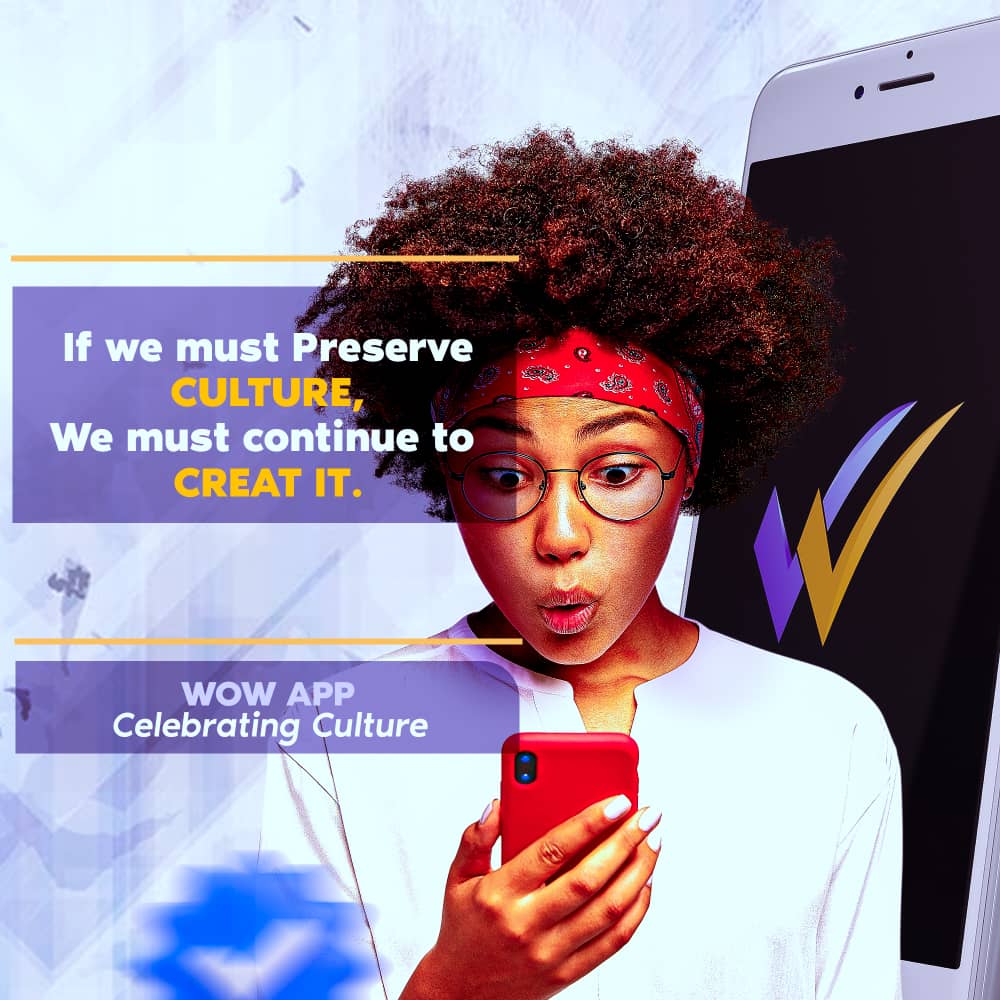 If we must Preserve
CULTURE,
We must continue to
CREAT IT.
WOW APP
Celebrating Culture